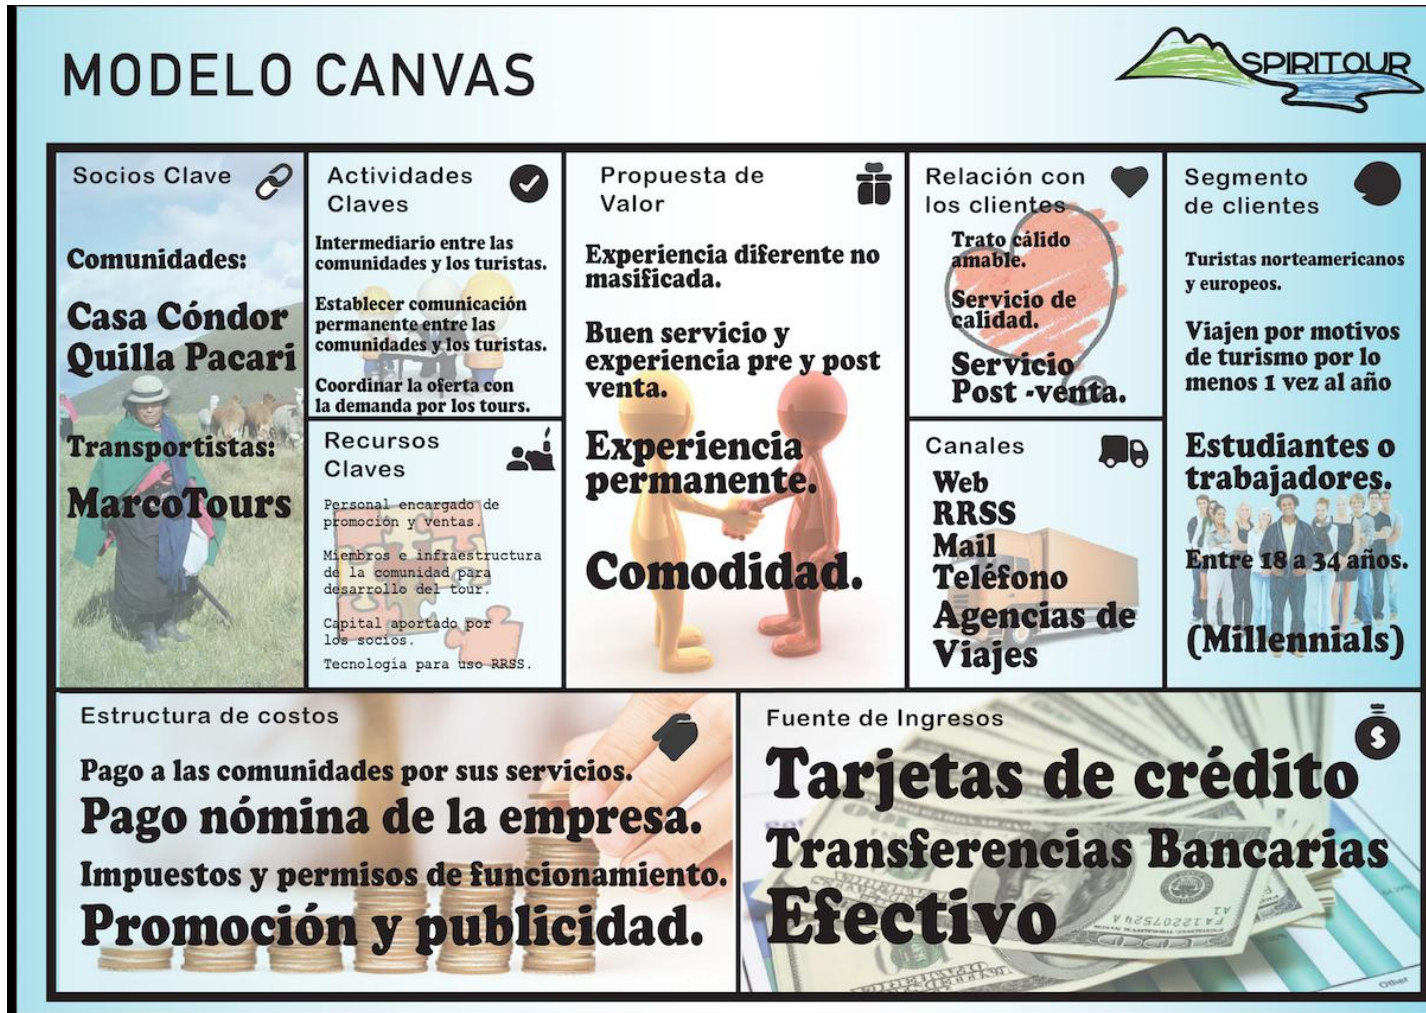 MODELO CANVAS
SPIRITOUR
Socios Clave
Comunidades:
Casa Cóndor
Quilla Pacari
Transportistas:
MarcoTours
Actividades
Claves
Intermediario entre las
comunidades y los turistas.
Establecer comunicación
permanente entre las
comunidades y los turistas.
Coordinar la oferta con
la demanda por los tours.
Recursos
Claves
Personal encargado de
promoción y ventas.
Miembros e infraestructura
de la comunidad para
desarrollo del tour.
Capital aportado por
los socios.
Tecnología para uso RRSS.
Propuesta de
Valor
Experiencia diferente no
masificada.
Buen servicio y
experiencia pre y post
venta.
Experiencia
permanente.
Comodidad.
Relación con
los clientes
Trato cálido
amable.
Servicio de
calidad.
Servicio
Post -venta.
Canales
Web
RRSS
Mail
Teléfono
Agencias de
Viajes
Segmento
de clientes
Turistas norteamericanos
y europeos.
Viajen por motivos
de turismo por lo
menos 1 vez al año
Estudiantes o
trabajadores.
Entre 18 a 34 años.
(Millennials)
Estructura de costos
Pago a las comunidades por sus servicios.
Pago nómina de la empresa.
Impuestos y permisos de funcionamiento.
Promoción y publicidad.
Fuente de Ingresos
$
Tarjetas de crédito
Transferencias Bancarias
Efectivo
Other